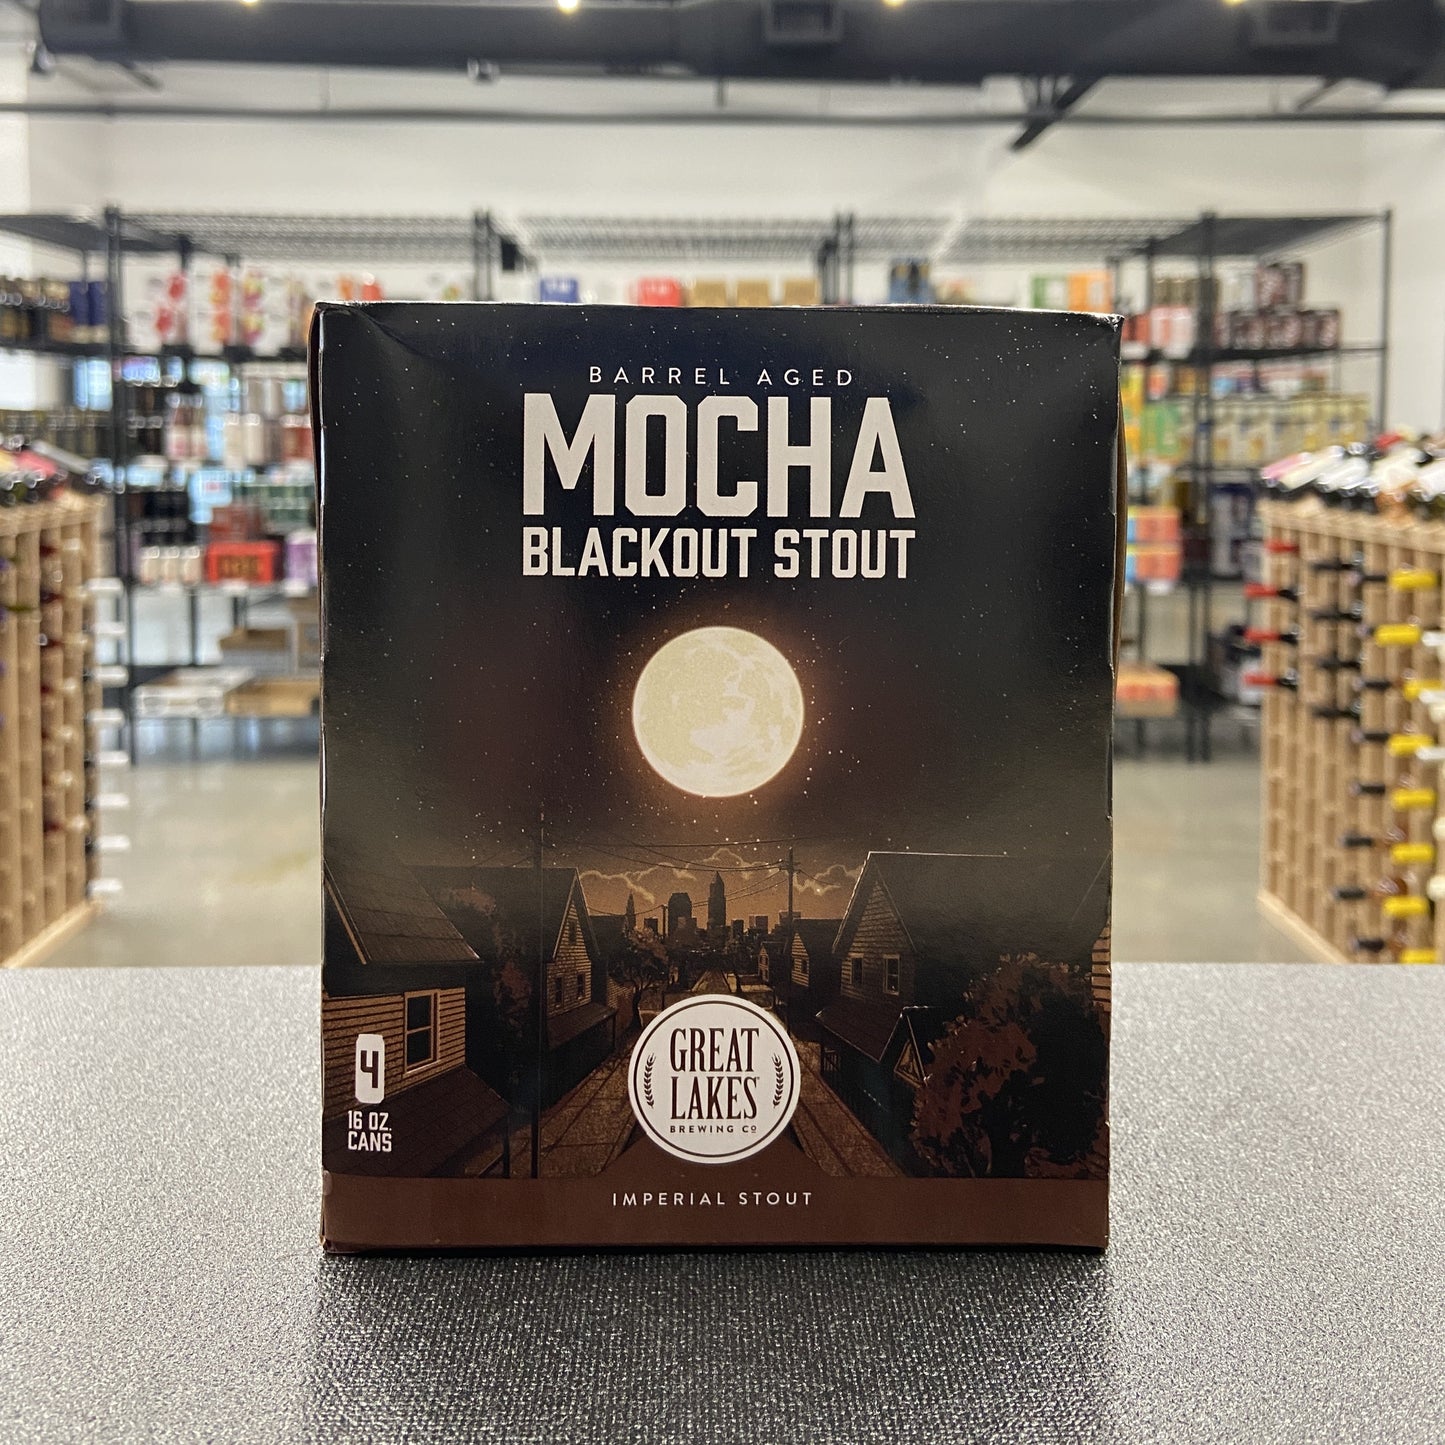 BARREL AGED
MOCHA
BLACKOUT STOUT
4
16 OZ.
CANS
GREAT
LAKES
BREWING Cº
IMPERIAL STOUT